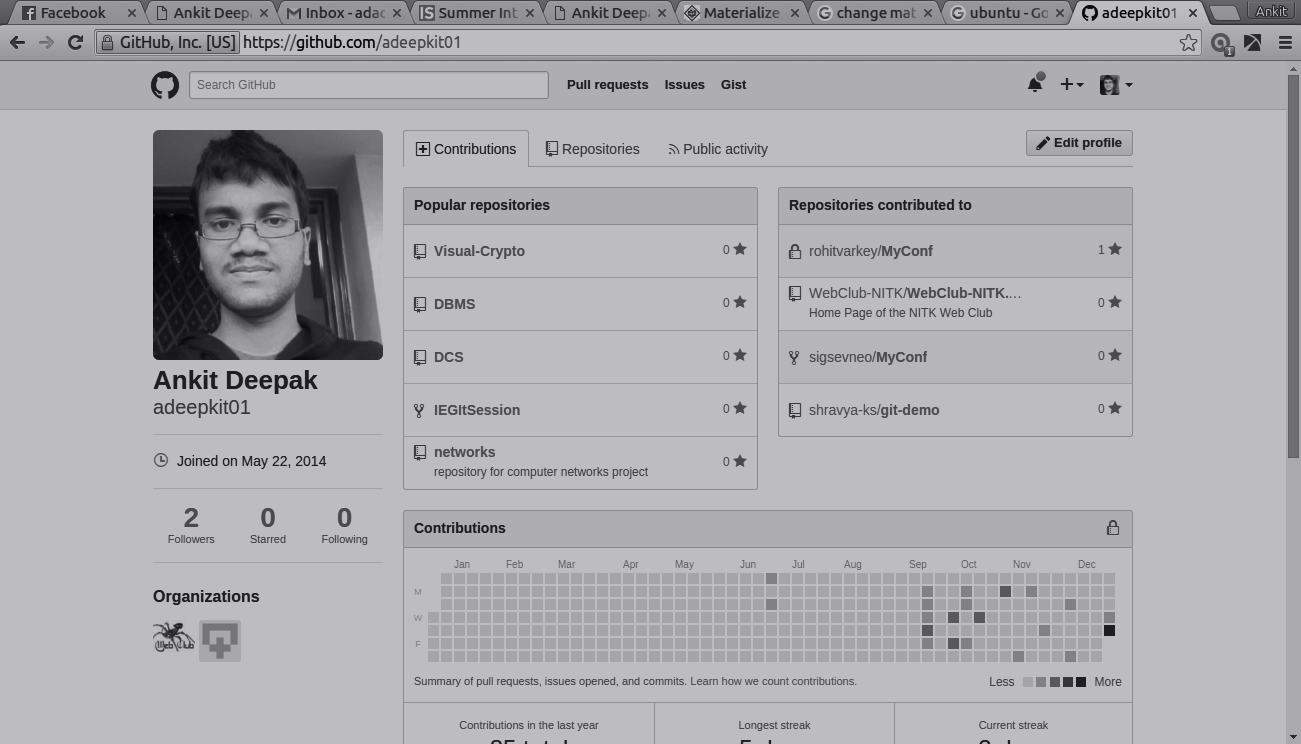 Facebook
Ankit Deep
Inbox - adac
Summer Int
Ankit Deep
Materialize
change mat
ubuntu - Go
adeepkit01
Ankit
GitHub, Inc. [US] https://github.com/adeepkit01
1
Search GitHub
Pull requests Issues Gist
Contributions Repositories Public activity
Edit profile
Ankit Deepak
adeepkit01
Joined on May 22, 2014
2 0 0
Followers Starred Following
Organizations
Web Club
Popular repositories
Visual-Crypto 0
DBMS 0
DCS 0
IEGItSession 0
networks 0
repository for computer networks project
Repositories contributed to
rohitvarkey/MyConf 1
WebClub-NITK/WebClub-NITK.… 0
Home Page of the NITK Web Club
sigsevneo/MyConf 0
shravya-ks/git-demo 0
Contributions
Jan Feb Mar Apr May Jun Jul Aug Sep Oct Nov Dec
M
W
F
Summary of pull requests, issues opened, and commits. Learn how we count contributions.
Less More
Contributions in the last year
Longest streak
Current streak